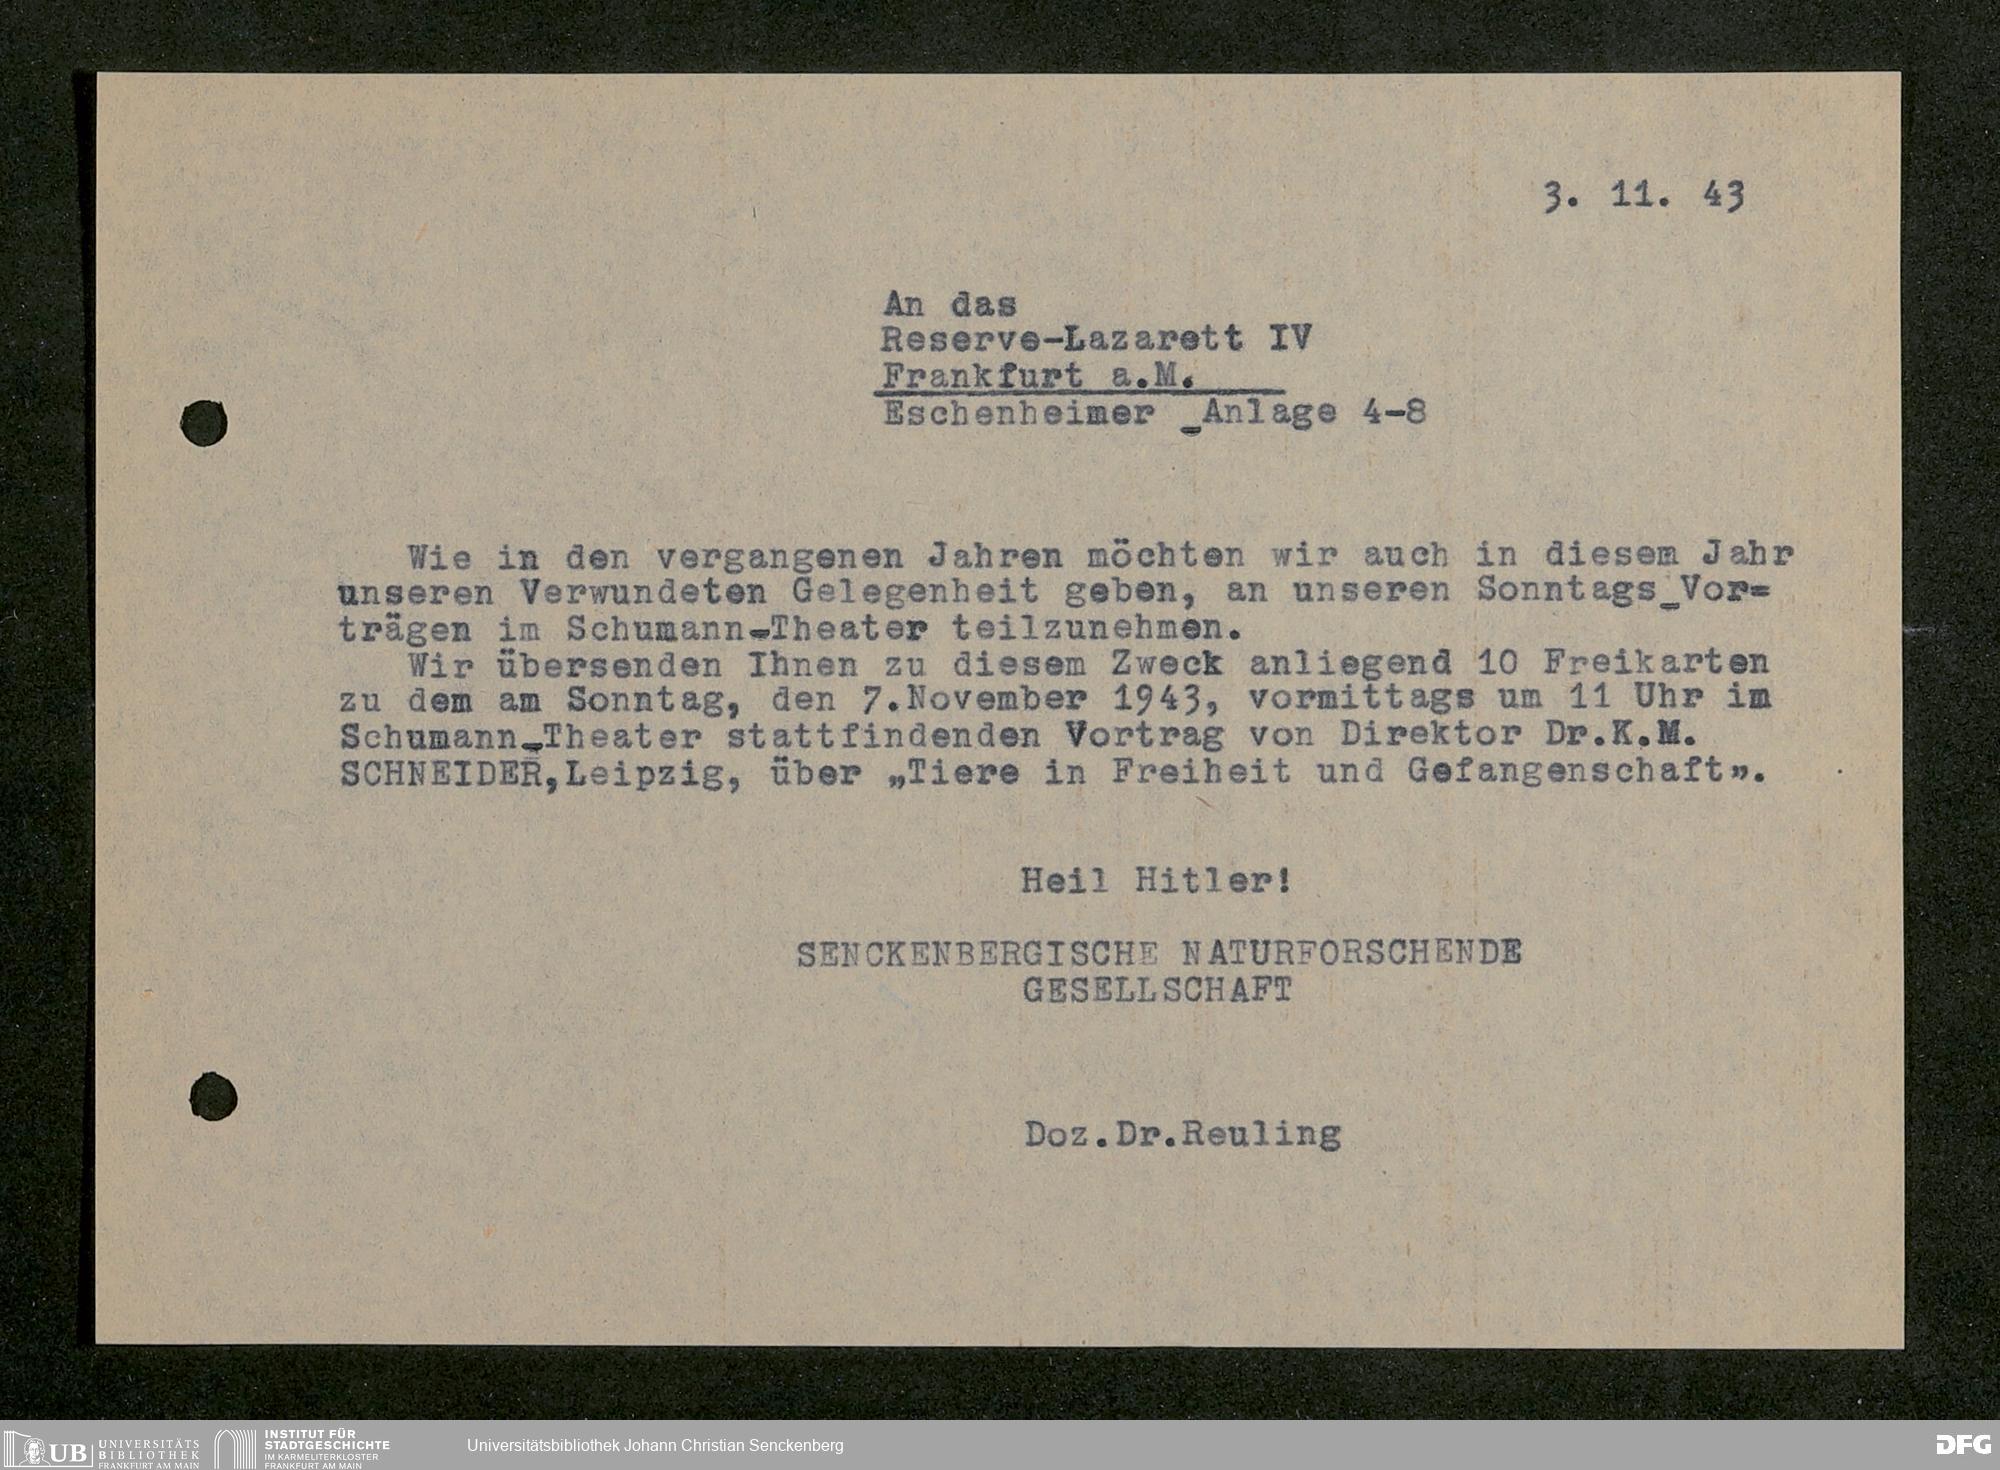 3. 11. 43
An das
Reserve-Lazarett IV
Frankfurt a.M.
Eschenheimer _Anlage 4-8
Wie in den vergangenen Jahren möchten wir auch in diesem Jahr
unseren Verwundeten Gelegenheit geben, an unseren Sonntags_Vor=
trägen im Schumann-Theater teilzunehmen.
Wir übersenden Ihnen zu diesem Zweck anliegend 10 Freikarten
zu dem am Sonntag, den 7.November 1943, vormittags um 11 Uhr im
Schumann_Theater stattfindenden Vortrag von Direktor Dr.K.M.
SCHNEIDER,Leipzig, über „Tiere in Freiheit und Gefangenschaft”.
Heil Hitler!
SENCKENBERGISCHE NATURFORSCHENDE
GESELLSCHAFT
Doz.Dr.Reuling
UB UNIVERSITÄTS
BIBLIOTHEK
FRANKFURT AM MAIN
INSTITUT FÜR
STADTGESCHICHTE
IM KARMELITERKLOSTER
FRANKFURT AM MAIN
Universitätsbibliothek Johann Christian Senckenberg
DFG